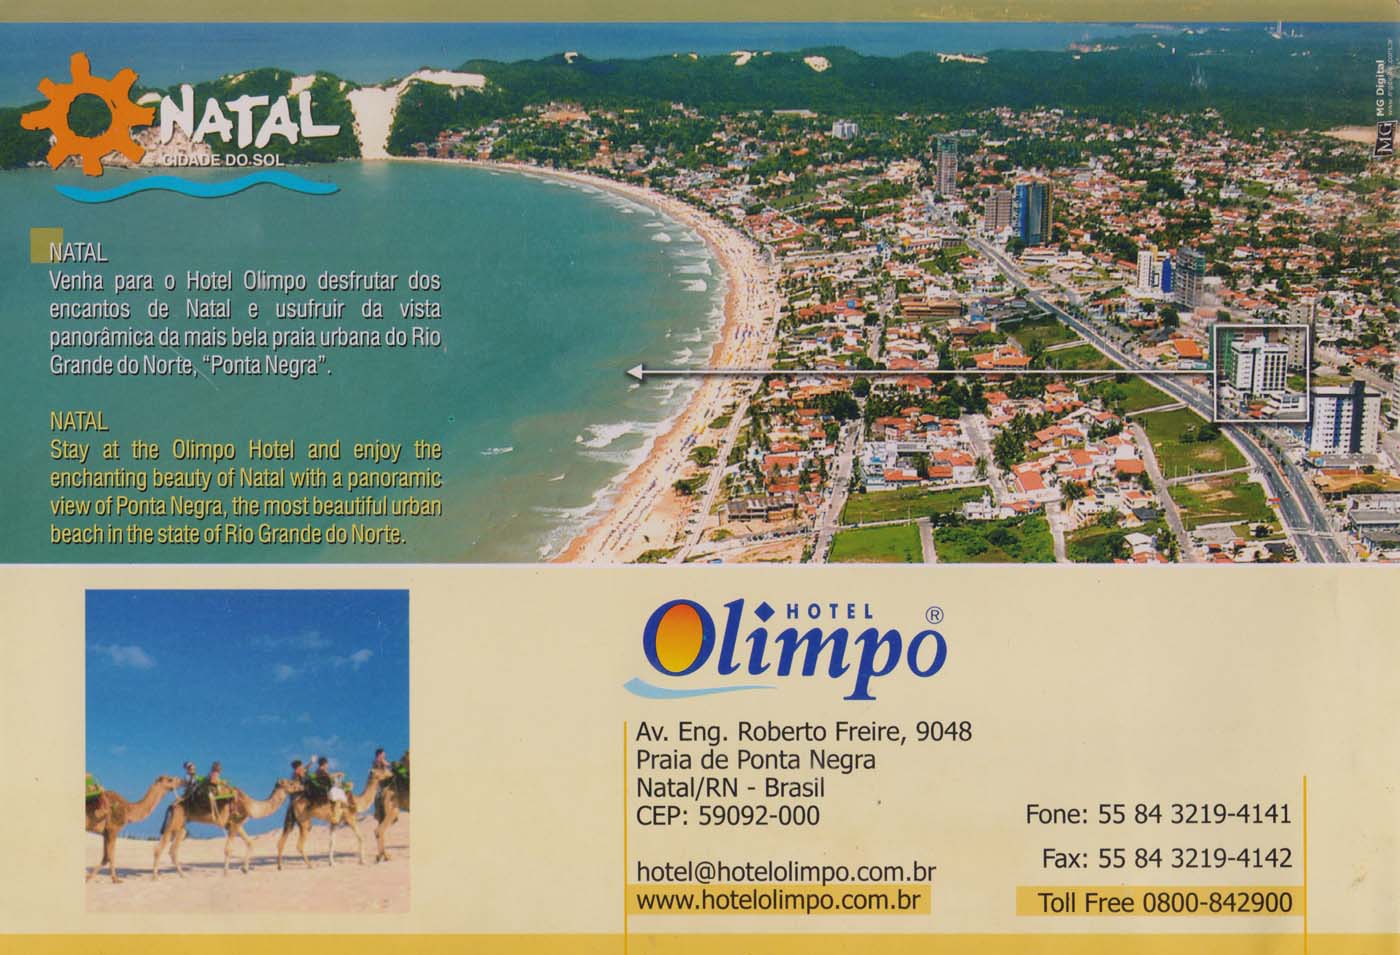 NATAL
CIDADE DO SOL
NATAL
Venha para o Hotel Olimpo desfrutar dos
encantos de Natal e usufruir da vista
panorâmica da mais bela praia urbana do Rio
Grande do Norte, “Ponta Negra”.
NATAL
Stay at the Olimpo Hotel and enjoy the
enchanting beauty of Natal with a panoramic
view of Ponta Negra, the most beautiful urban
beach in the state of Rio Grande do Norte.
MG MG Digital
HOTEL
Olimpo ®
Av. Eng. Roberto Freire, 9048
Praia de Ponta Negra
Natal/RN - Brasil
CEP: 59092-000
hotel@hotelolimpo.com.br
www.hotelolimpo.com.br
Fone: 55 84 3219-4141
Fax: 55 84 3219-4142
Toll Free 0800-842900